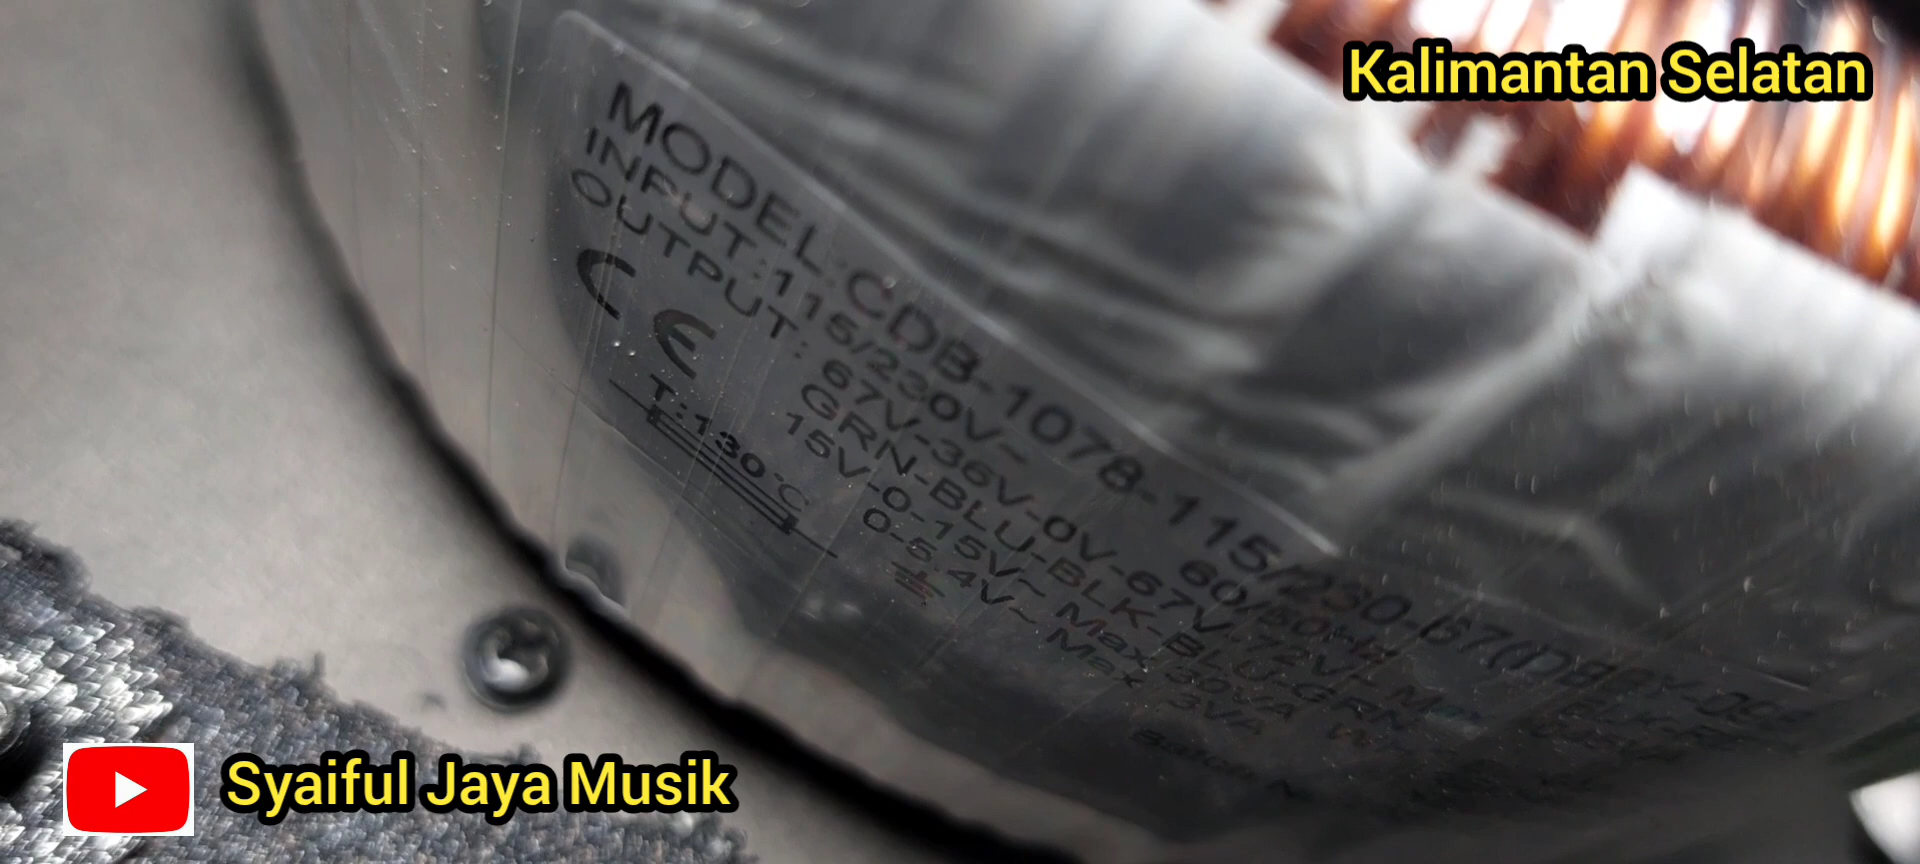 Kalimantan Selatan
MODEL:CDB-1078-115/230-67(DB
INPUT:115/230V~ 60/50Hz
OUTPUT: 67V-36V-0V-67V.72V~
GRN-BLU-BLK-BLU-GRN
15V-0-15V~ Max 30VA
0-5.4V~ Max 3VA
CE
T:130℃
Syaiful Jaya Musik